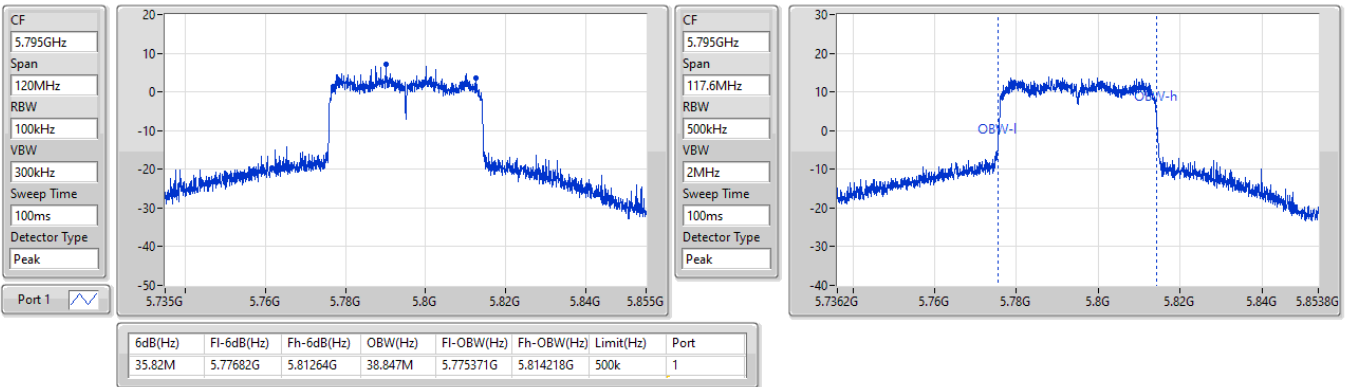 CF
5.795GHz
Span
120MHz
RBW
100kHz
VBW
300kHz
Sweep Time
100ms
Detector Type
Peak
Port 1
20
10
0
-10
-20
-30
-40
-50
5.735G 5.76G 5.78G 5.8G 5.82G 5.84G 5.855G
CF
5.795GHz
Span
117.6MHz
RBW
500kHz
VBW
2MHz
Sweep Time
100ms
Detector Type
Peak
30
20
10
0
-10
-20
-30
-40
OBW-l
OBW-h
5.7362G 5.76G 5.78G 5.8G 5.82G 5.84G 5.8538G
6dB(Hz) Fl-6dB(Hz) Fh-6dB(Hz) OBW(Hz) Fl-OBW(Hz) Fh-OBW(Hz) Limit(Hz) Port
35.82M 5.77682G 5.81264G 38.847M 5.775371G 5.814218G 500k 1